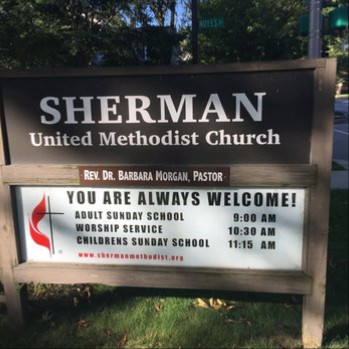 SHERMAN
United Methodist Church
REV. DR. BARBARA MORGAN, PASTOR
YOU ARE ALWAYS WELCOME!
ADULT SUNDAY SCHOOL 9:00 AM
WORSHIP SERVICE 10:30 AM
CHILDRENS SUNDAY SCHOOL 11:15 AM
www.shermanmethodist.org